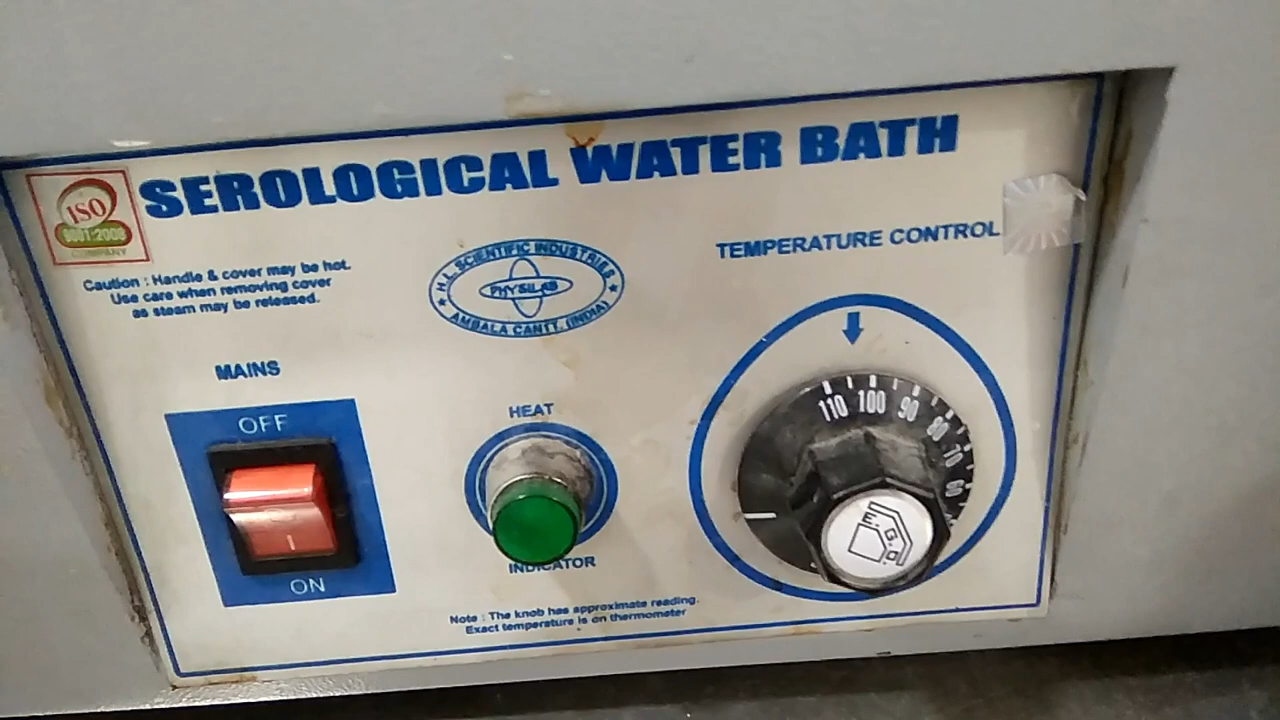 SEROLOGICAL WATER BATH
ISO
9001:2008
COMPANY
Caution : Handle & cover may be hot.
Use care when removing cover
as steam may be released.
H.L. SCIENTIFIC INDUSTRIES
PHYSILAB
AMBALA CANTT. (INDIA)
TEMPERATURE CONTROL
MAINS
OFF
I
ON
HEAT
INDICATOR
110 100 90 80 70 60
E.G.O.
Note : The knob has approximate reading.
Exact temperature is on thermometer